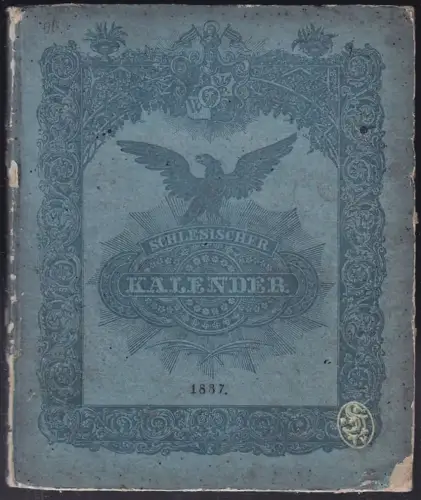 SCHLESISCHER
KALENDER.
1837.